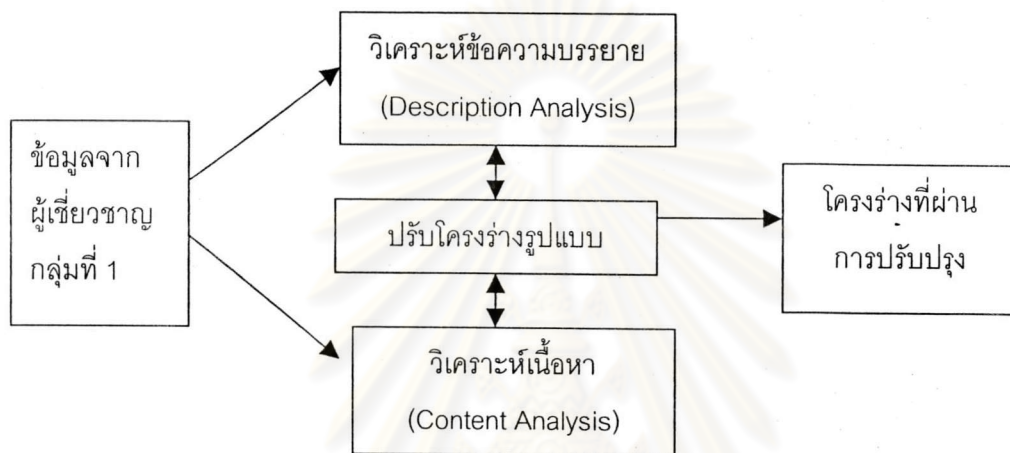 วิเคราะห์ข้อความบรรยาย
(Description Analysis)
ข้อมูลจาก
ผู้เชี่ยวชาญ
กลุ่มที่ 1
ปรับโครงร่างรูปแบบ
โครงร่างที่ผ่าน
การปรับปรุง
วิเคราะห์เนื้อหา
(Content Analysis)